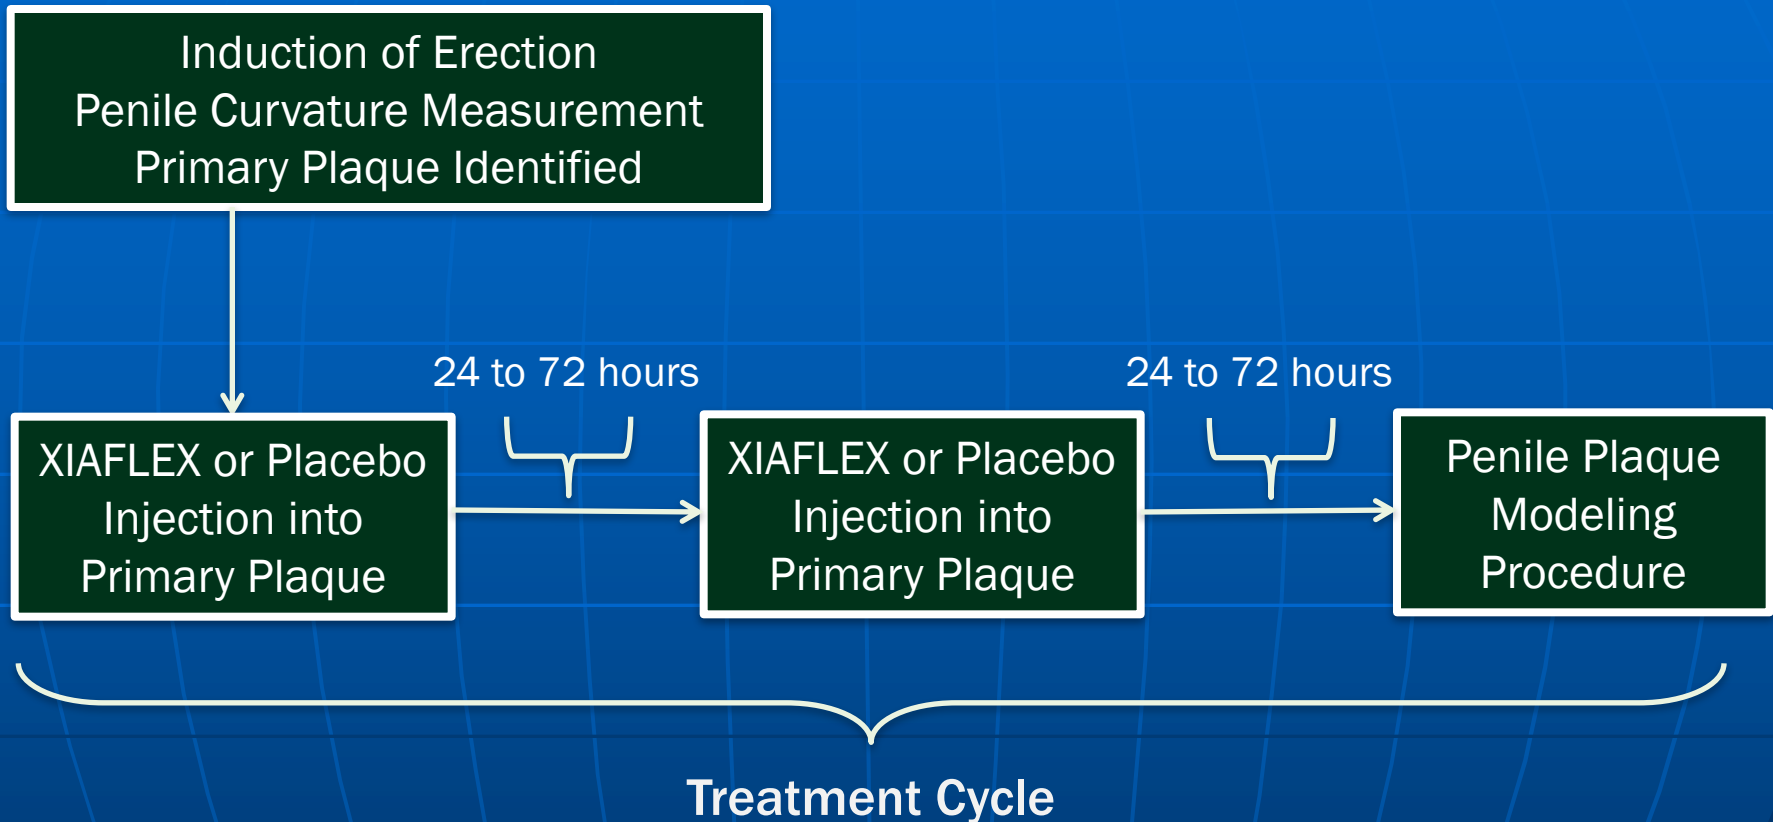 Induction of Erection
Penile Curvature Measurement
Primary Plaque Identified
24 to 72 hours
24 to 72 hours
XIAFLEX or Placebo
Injection into
Primary Plaque
XIAFLEX or Placebo
Injection into
Primary Plaque
Penile Plaque
Modeling
Procedure
Treatment Cycle